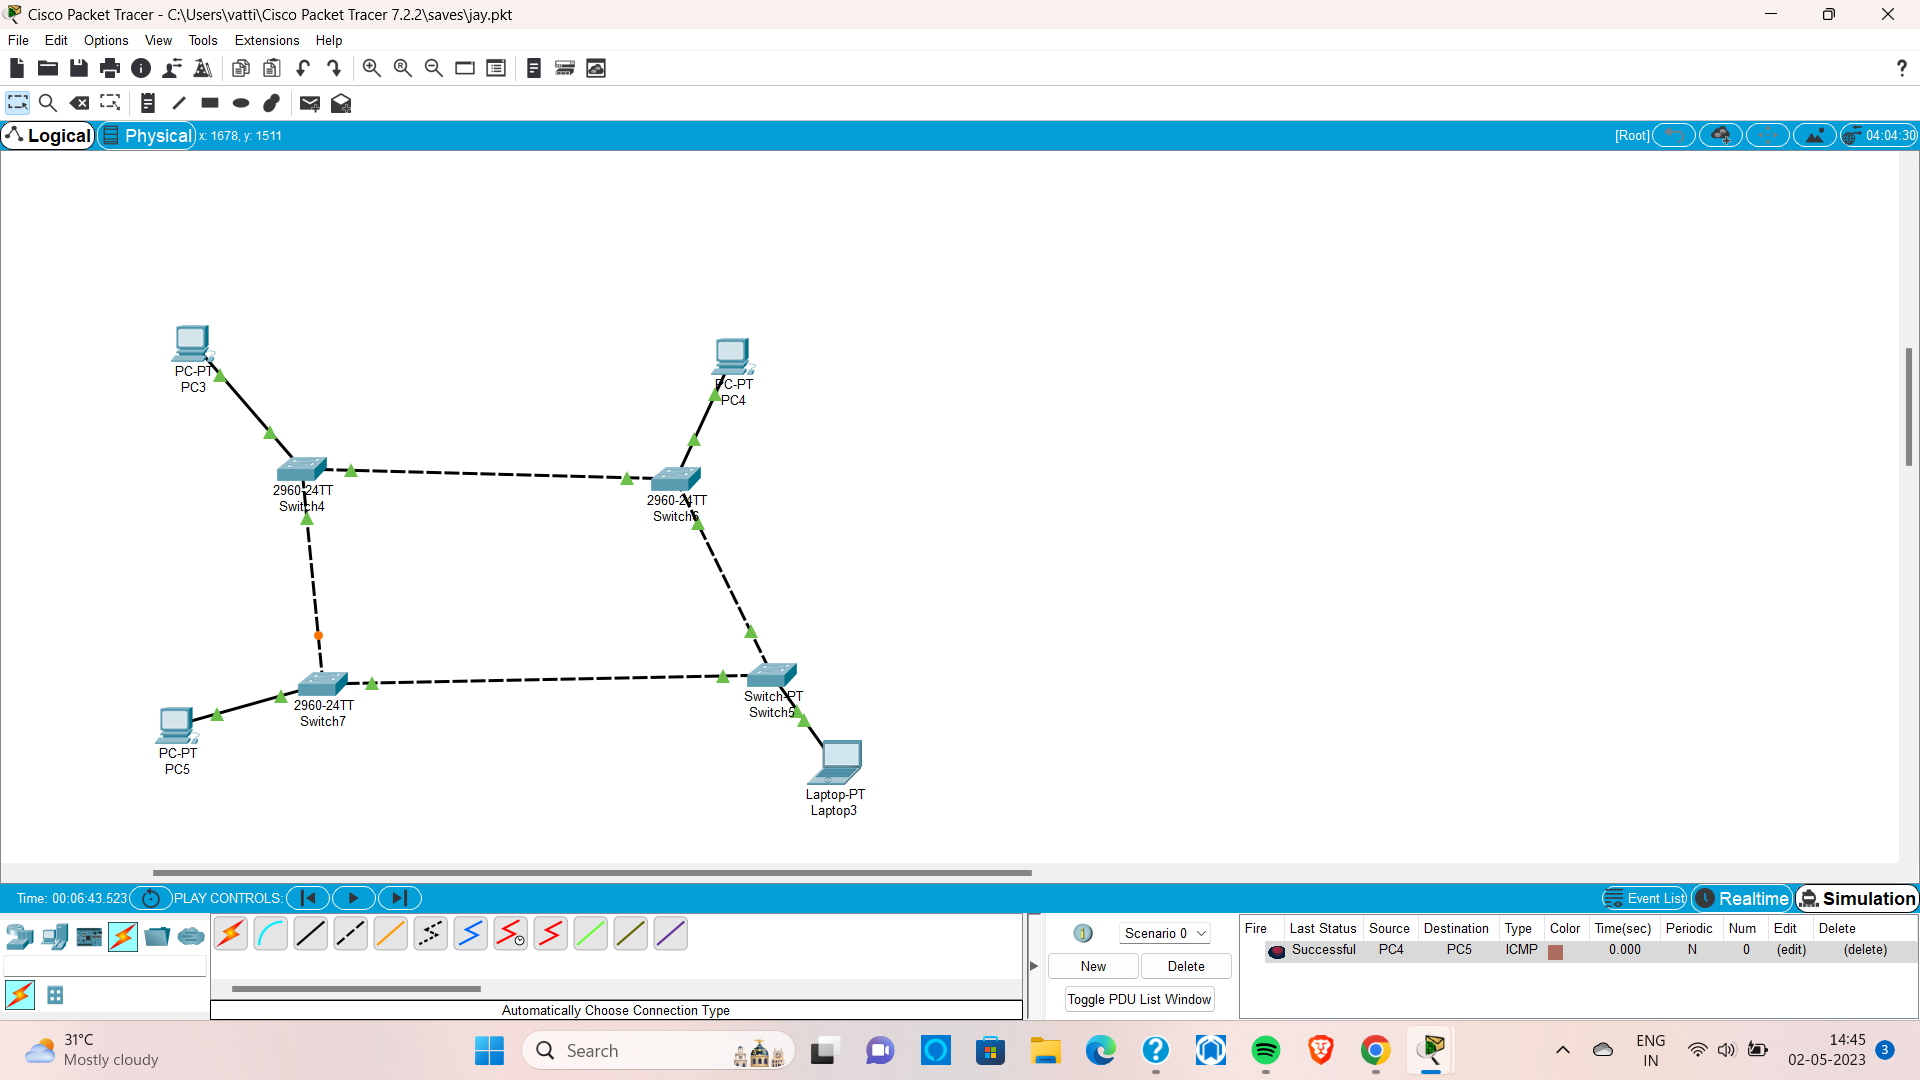 Cisco Packet Tracer - C:\Users\vatti\Cisco Packet Tracer 7.2.2\saves\jay.pkt
File Edit Options View Tools Extensions Help
?
Logical Physical x: 1678, y: 1511 [Root] 04:04:30
PC-PT
PC3
PC-PT
PC4
2960-24TT
Switch4
2960-24TT
Switch6
2960-24TT
Switch7
Switch-PT
Switch5
PC-PT
PC5
Laptop-PT
Laptop3
Time: 00:06:43.523 PLAY CONTROLS: Event List Realtime Simulation
Scenario 0
New Delete
Toggle PDU List Window
Fire Last Status Source Destination Type Color Time(sec) Periodic Num Edit Delete
Successful PC4 PC5 ICMP 0.000 N 0 (edit) (delete)
Automatically Choose Connection Type
31°C
Mostly cloudy
Search
ENG
IN
14:45
02-05-2023
3